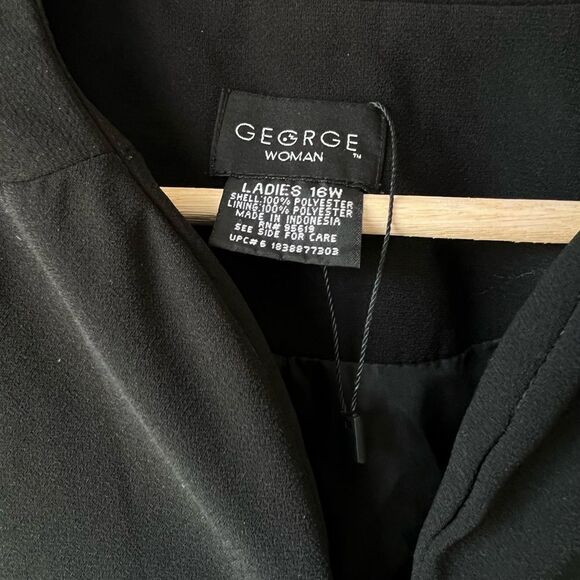 GEORGE
WOMAN
TM
LADIES 16W
SHELL:100% POLYESTER
LINING:100% POLYESTER
MADE IN INDONESIA
RN# 95619
SEE SIDE FOR CARE
UPC# 6 1838877303